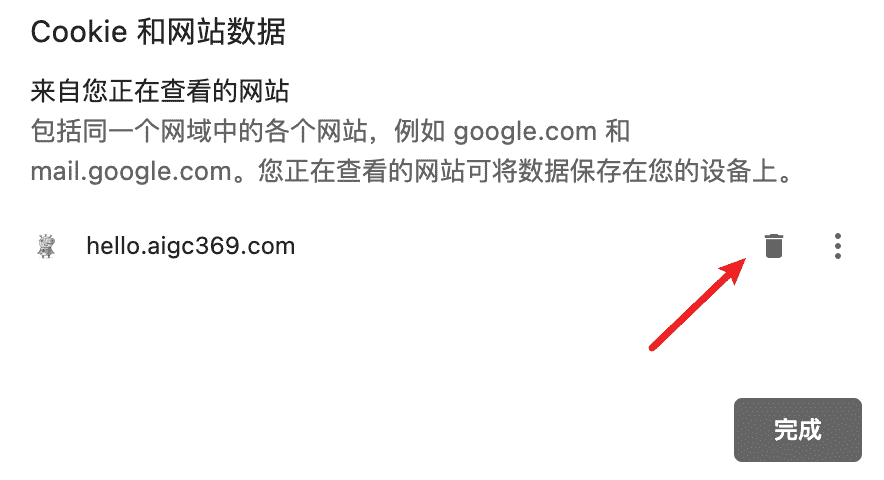 Cookie 和网站数据
来自您正在查看的网站
包括同一个网域中的各个网站，例如 google.com 和
mail.google.com。您正在查看的网站可将数据保存在您的设备上。
hello.aigc369.com
完成